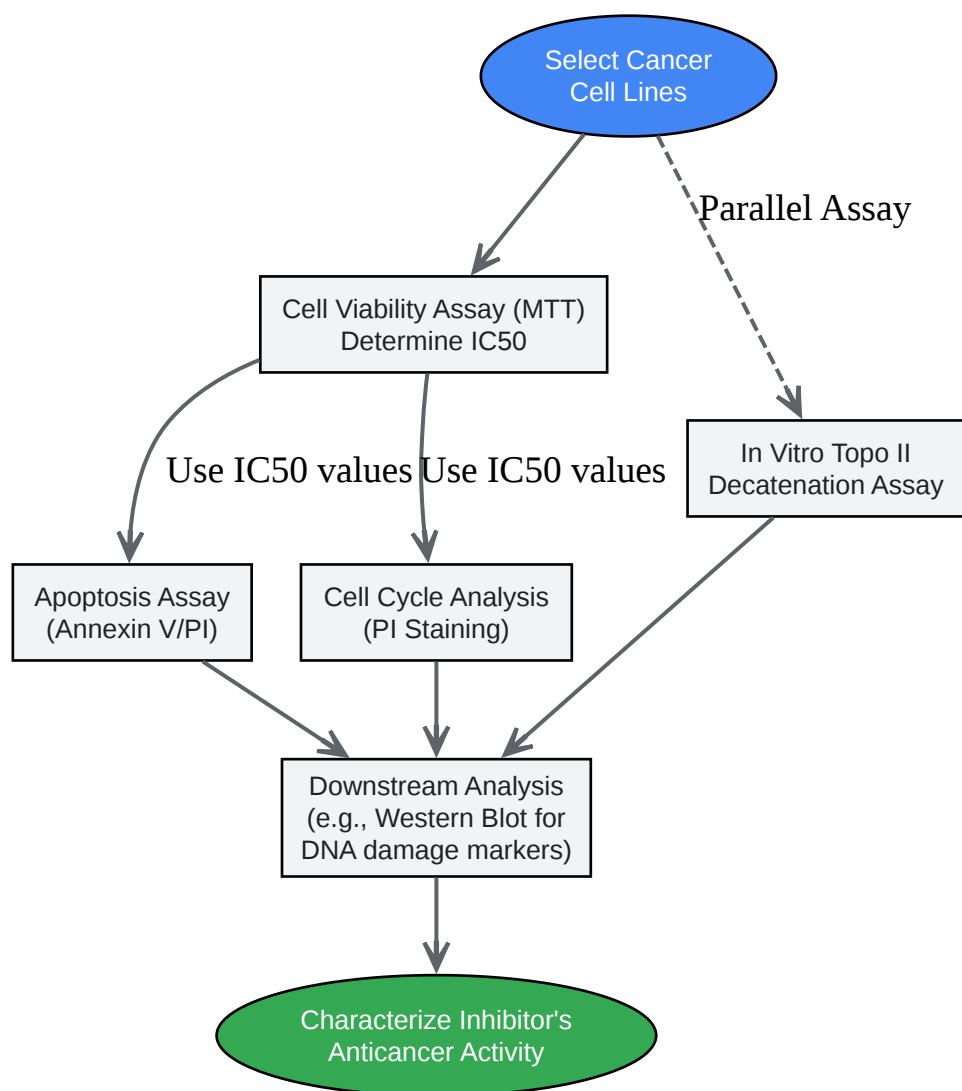 Select Cancer
Cell Lines
Parallel Assay
Cell Viability Assay (MTT)
Determine IC50
Use IC50 values
Use IC50 values
In Vitro Topo II
Decatenation Assay
Apoptosis Assay
(Annexin V/PI)
Cell Cycle Analysis
(PI Staining)
Downstream Analysis
(e.g., Western Blot for
DNA damage markers)
Characterize Inhibitor's
Anticancer Activity